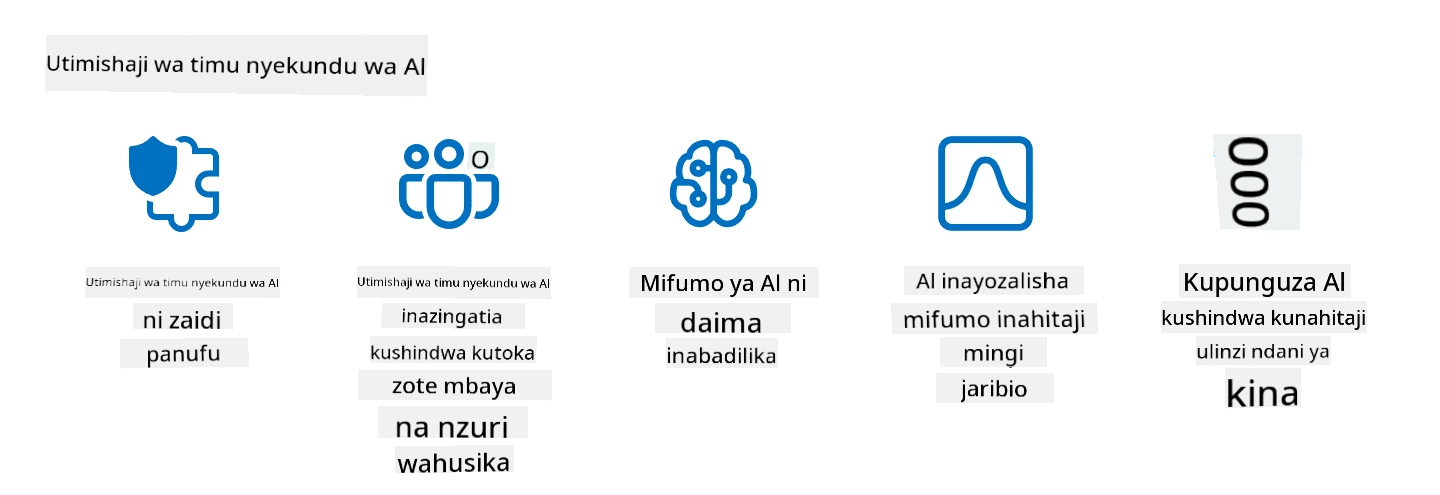 Utimishaji wa timu nyekundu wa AI
O
000
Utimishaji wa timu nyekundu wa AI
ni zaidi
panufu
Utimishaji wa timu nyekundu wa AI
inazingatia
kushindwa kutoka
zote mbaya
na nzuri
wahusika
Mifumo ya AI ni
daima
inabadilika
AI inayozalisha
mifumo inahitaji
mingi
jaribio
Kupunguza AI
kushindwa kunahitaji
ulinzi ndani ya
kina